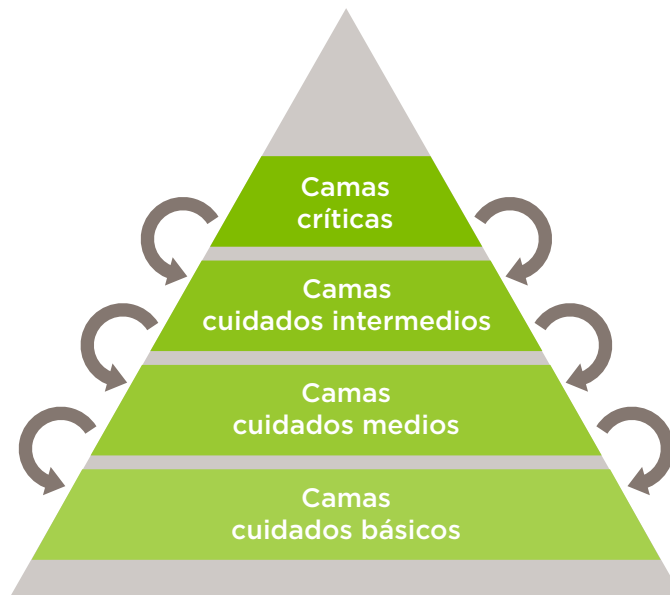 Camas
críticas
Camas
cuidados intermedios
Camas
cuidados medios
Camas
cuidados básicos